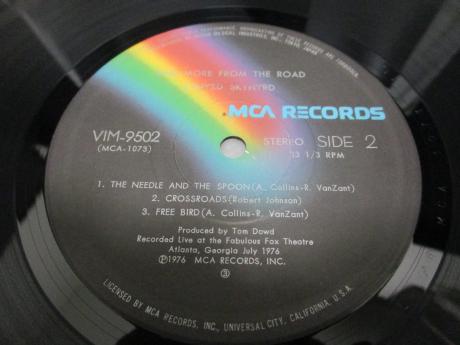 MORE FROM THE ROAD
MCA RECORDS
VIM-9502
(MCA-1073)
STEREO SIDE 2
33 1/3 RPM
1. THE NEEDLE AND THE SPOON(A. Collins-R. VanZant)
2. CROSSROADS(Robert Johnson)
3. FREE BIRD(A. Collins-R. VanZant)
Produced by Tom Dowd
Recorded Live at the Fabulous Fox Theatre
Atlanta, Georgia July 1976
Ⓟ1976 MCA RECORDS, INC.
③
LICENSED BY MCA RECORDS, INC., UNIVERSAL CITY, CALIFORNIA, U.S.A.